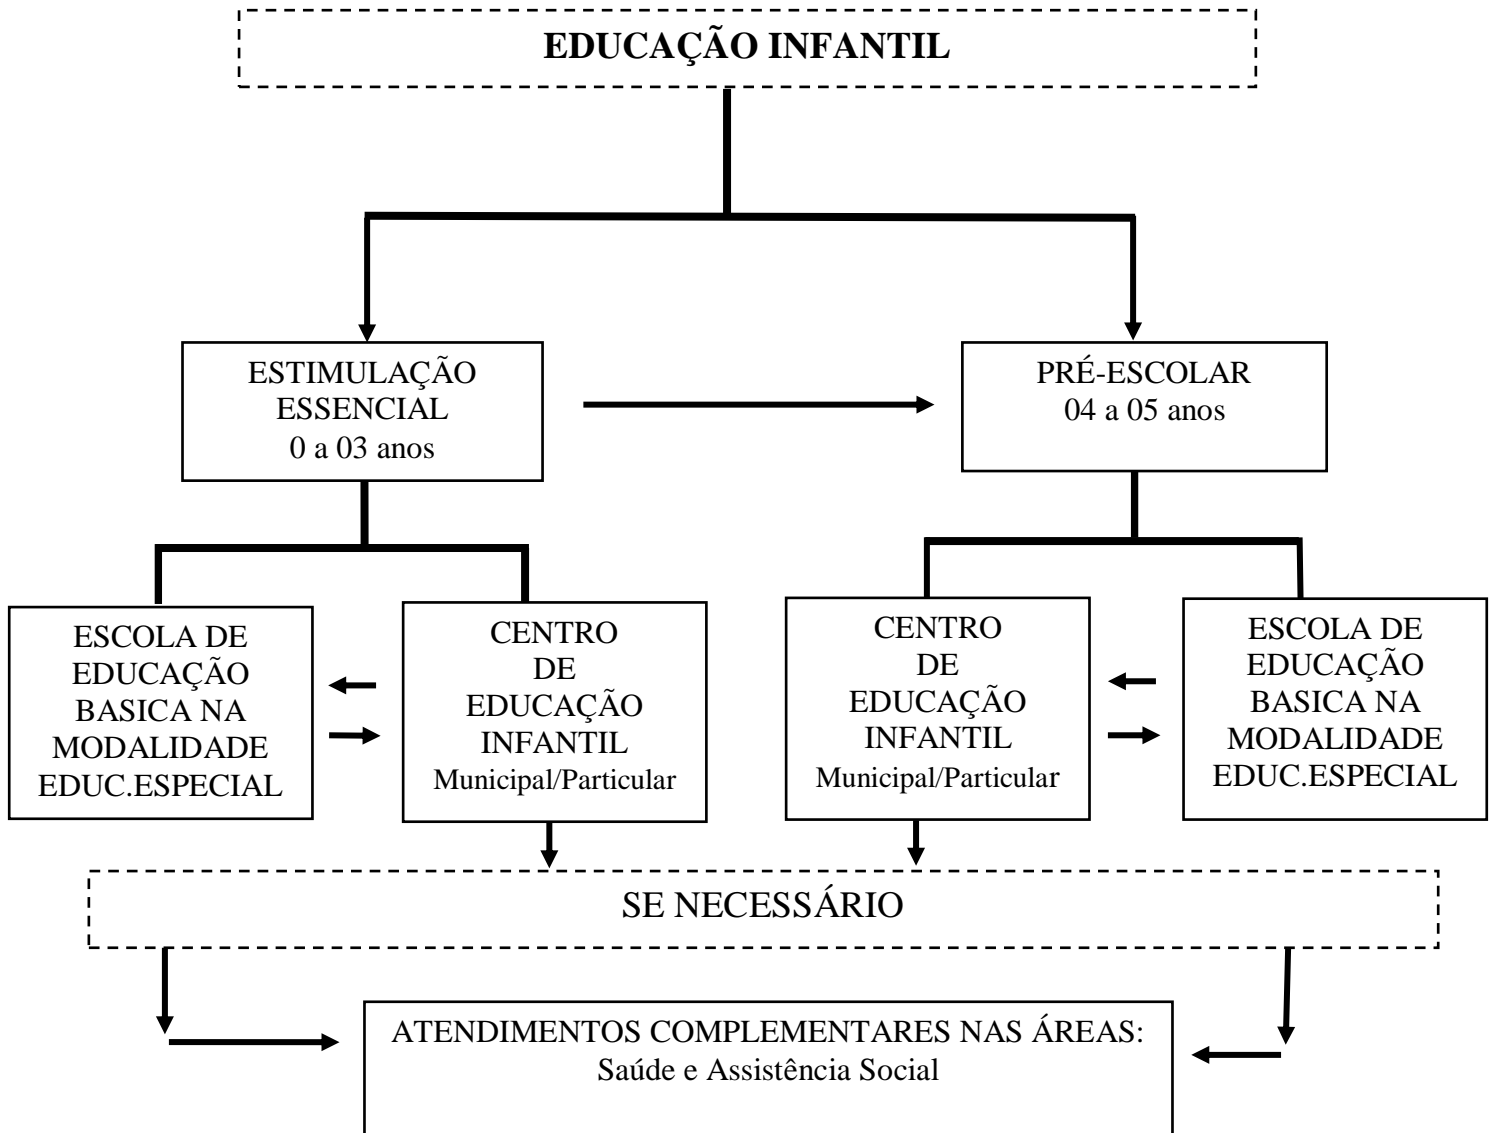 EDUCAÇÃO INFANTIL
ESTIMULAÇÃO
ESSENCIAL
0 a 03 anos
PRÉ-ESCOLAR
04 a 05 anos
ESCOLA DE
EDUCAÇÃO
BASICA NA
MODALIDADE
EDUC.ESPECIAL
CENTRO
DE
EDUCAÇÃO
INFANTIL
Municipal/Particular
CENTRO
DE
EDUCAÇÃO
INFANTIL
Municipal/Particular
ESCOLA DE
EDUCAÇÃO
BASICA NA
MODALIDADE
EDUC.ESPECIAL
SE NECESSÁRIO
ATENDIMENTOS COMPLEMENTARES NAS ÁREAS:
Saúde e Assistência Social